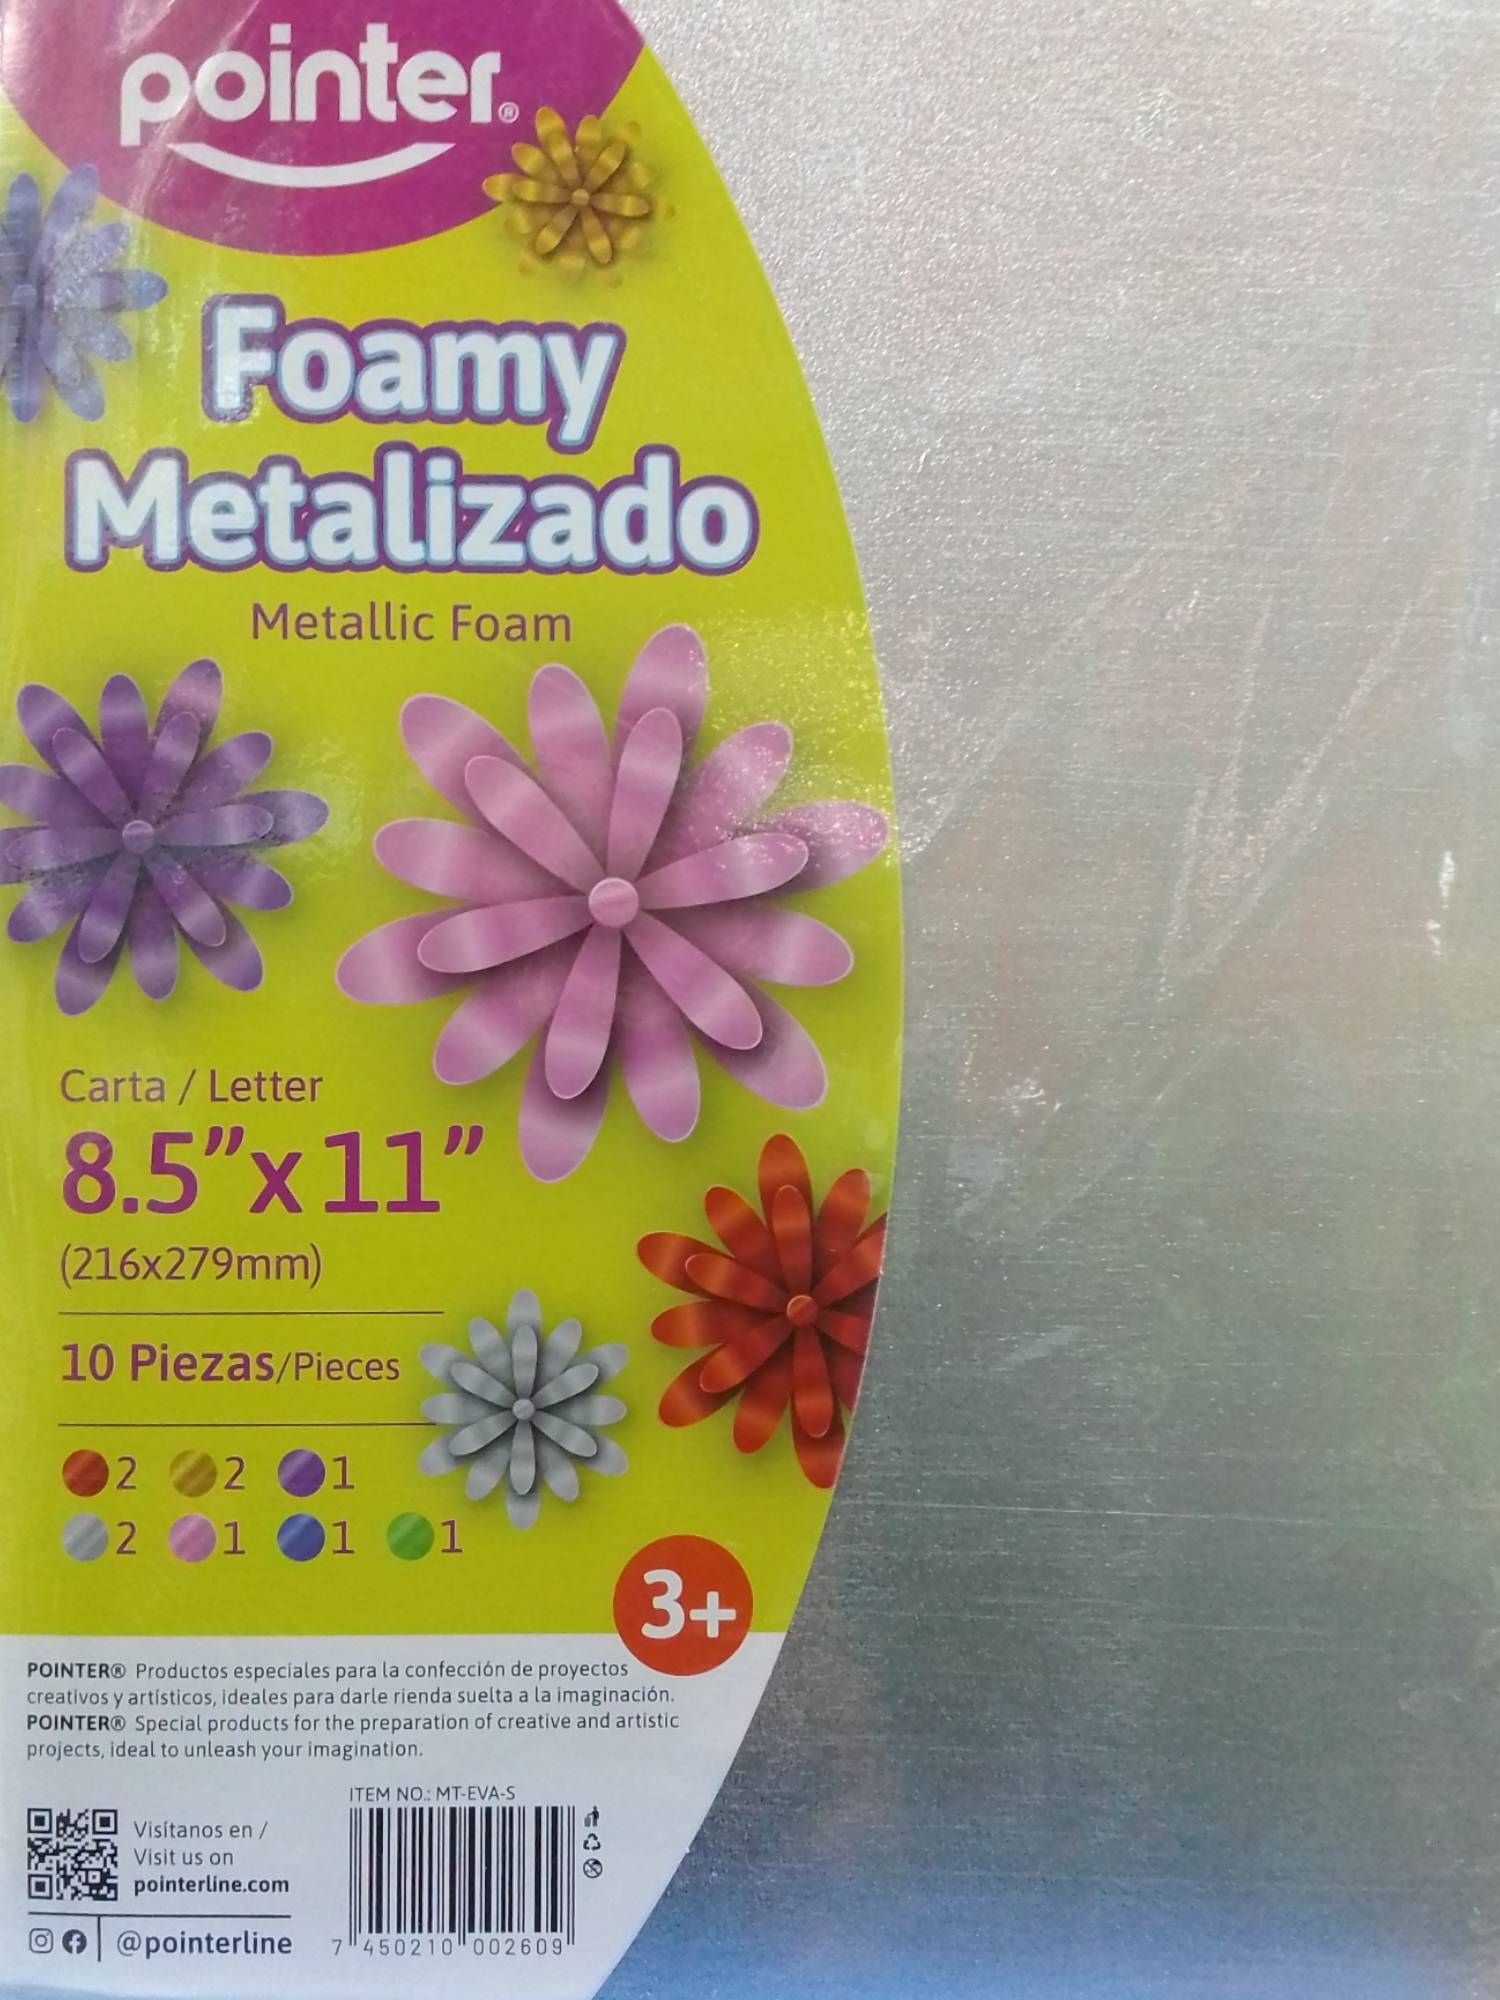 pointer®
Foamy
Metalizado
Metallic Foam
Carta / Letter
8.5”x11”
(216x279mm)
10 Piezas/Pieces
2 2 1
2 1 1 1
3+
POINTER® Productos especiales para la confección de proyectos
creativos y artísticos, ideales para darle rienda suelta a la imaginación.
POINTER® Special products for the preparation of creative and artistic
projects, ideal to unleash your imagination.
ITEM NO.: MT-EVA-S
Visítanos en /
Visit us on
pointerline.com
@pointerline
7 450210 002609